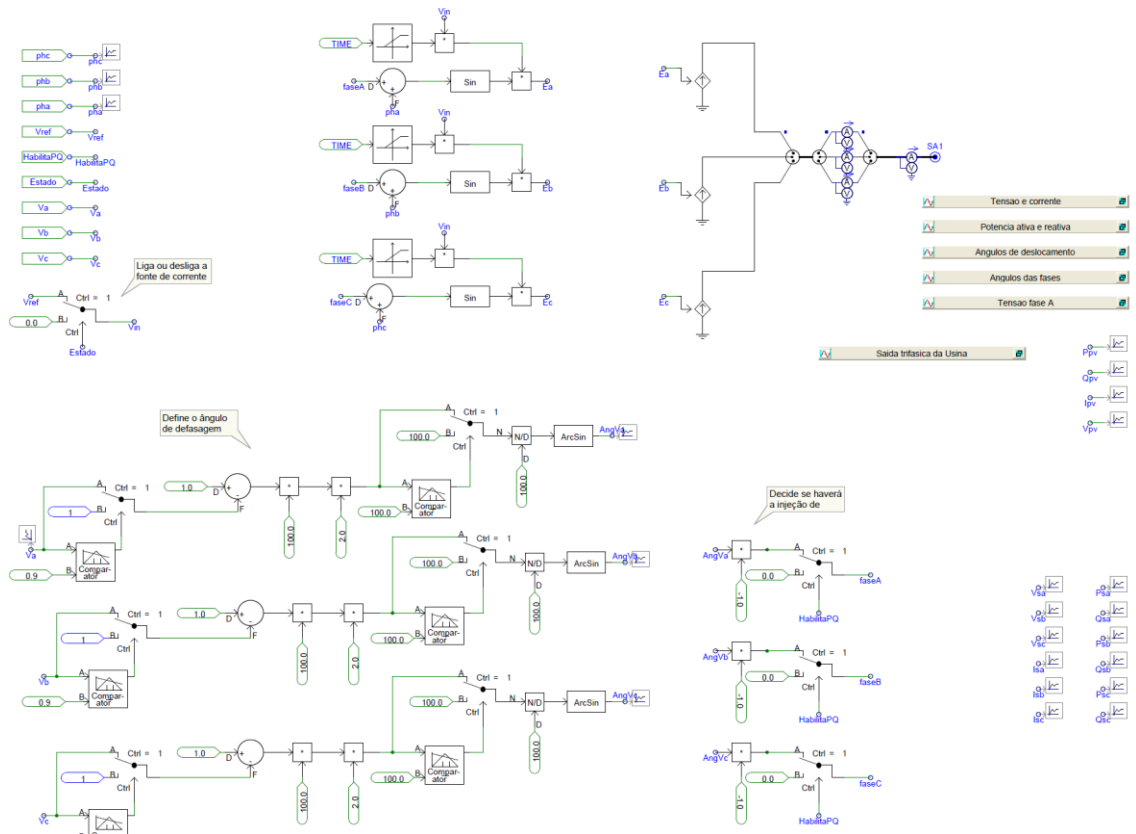 phc
phc
phb
phb
pha
pha
Vref
Vref
HabilitaPQ
HabilitaPQ
Estado
Estado
Va
Va
Vb
Vb
Vc
Vc
Liga ou desliga a
fonte de corrente
Vref
A
Ctrl = 1
0.0
B
Ctrl
Vin
Estado
Vin
TIME
*
faseA
D
+
+
F
pha
Sin
*
Ea
Vin
TIME
*
faseB
D
+
+
F
phb
Sin
*
Eb
Vin
TIME
*
faseC
D
+
+
F
phc
Sin
*
Ec
Ea
Eb
Ec
A
V
A
V
A
V
A
V
SA1
Tensao e corrente
Potencia ativa e reativa
Angulos de deslocamento
Angulos das fases
Tensao fase A
Saida trifasica da Usina
Ppv
Qpv
Ipv
Vpv
Define o ângulo
de defasagem
A
Ctrl = 1
100.0
B
Ctrl
N
N/D
D
100.0
ArcSin
AngVa
A
Ctrl = 1
1
B
Ctrl
1.0
D
+
-
F
*
100.0
*
2.0
A
100.0
B
Compar-
ator
Va
A
0.9
B
Compar-
ator
A
Ctrl = 1
100.0
B
Ctrl
N
N/D
D
100.0
ArcSin
AngVb
A
Ctrl = 1
1
B
Ctrl
1.0
D
+
-
F
*
100.0
*
2.0
A
100.0
B
Compar-
ator
Vb
A
0.9
B
Compar-
ator
A
Ctrl = 1
100.0
B
Ctrl
N
N/D
D
100.0
ArcSin
AngVc
A
Ctrl = 1
1
B
Ctrl
1.0
D
+
-
F
*
100.0
*
2.0
A
100.0
B
Compar-
ator
Vc
A
Compar-
Decide se haverá
a injeção de
AngVa
*
-1.0
A
Ctrl = 1
0.0
B
Ctrl
faseA
HabilitaPQ
AngVb
*
-1.0
A
Ctrl = 1
0.0
B
Ctrl
faseB
HabilitaPQ
AngVc
*
-1.0
A
Ctrl = 1
0.0
B
Ctrl
faseC
HabilitaPQ
Vsa
Psa
Vsb
Qsa
Vsc
Psb
Isa
Qsb
Isb
Psc
Isc
Qsc